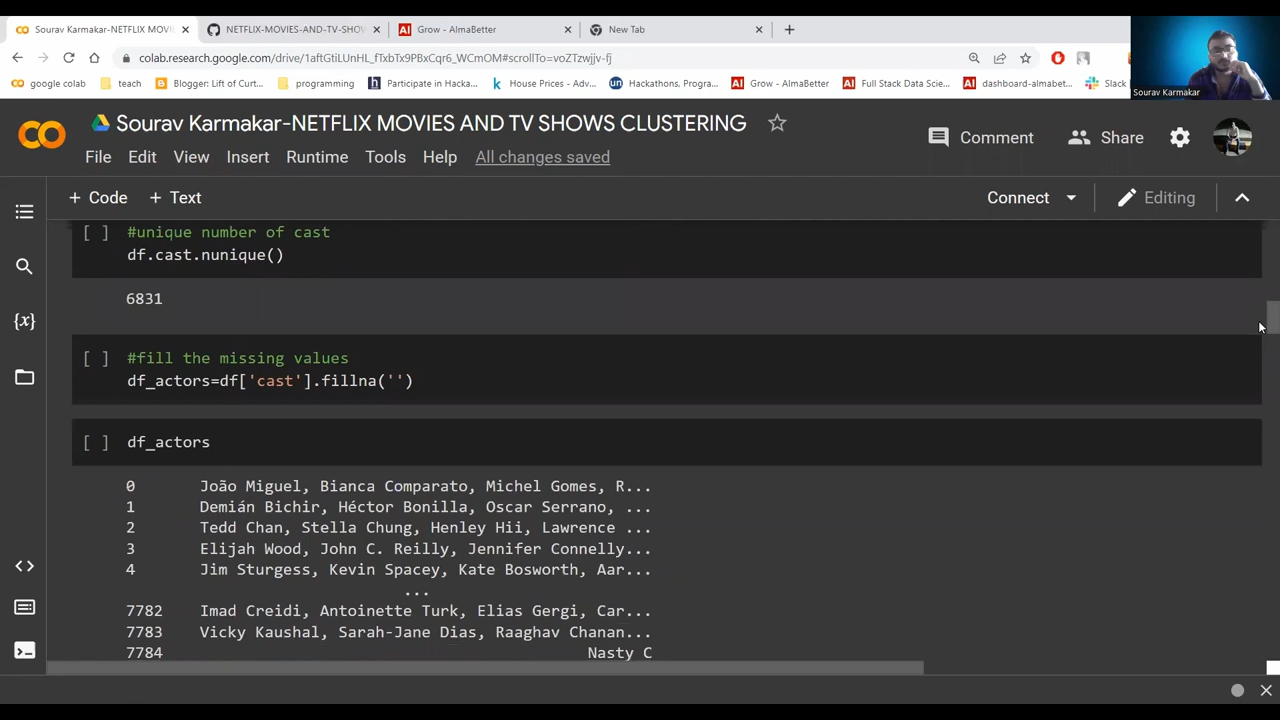 Sourav Karmakar-NETFLIX MOVI
NETFLIX-MOVIES-AND-TV-SHOW
Grow - AlmaBetter
New Tab
colab.research.google.com/drive/
google colab
teach
Blogger: Lift of Curt...
programming
Participate in Hacka...
House Prices - Adv...
Hackathons, Progra...
Grow - AlmaBetter
Full Stack Data Scie...
dashboard-almabet...
Slack
Sourav Karmakar
Sourav Karmakar-NETFLIX MOVIES AND TV SHOWS CLUSTERING
Comment
Share
File Edit View Insert Runtime Tools Help All changes saved
+ Code + Text
Connect
Editing
[ ] #unique number of cast
df.cast.nunique()
6831
[ ] #fill the missing values
df_actors=df['cast'].fillna('')
[ ] df_actors
0 João Miguel, Bianca Comparato, Michel Gomes, R...
1 Demián Bichir, Héctor Bonilla, Oscar Serrano, ...
2 Tedd Chan, Stella Chung, Henley Hii, Lawrence ...
3 Elijah Wood, John C. Reilly, Jennifer Connelly...
4 Jim Sturgess, Kevin Spacey, Kate Bosworth, Aar...
...
7782 Imad Creidi, Antoinette Turk, Elias Gergi, Car...
7783 Vicky Kaushal, Sarah-Jane Dias, Raaghav Chanan...
7784 Nasty C